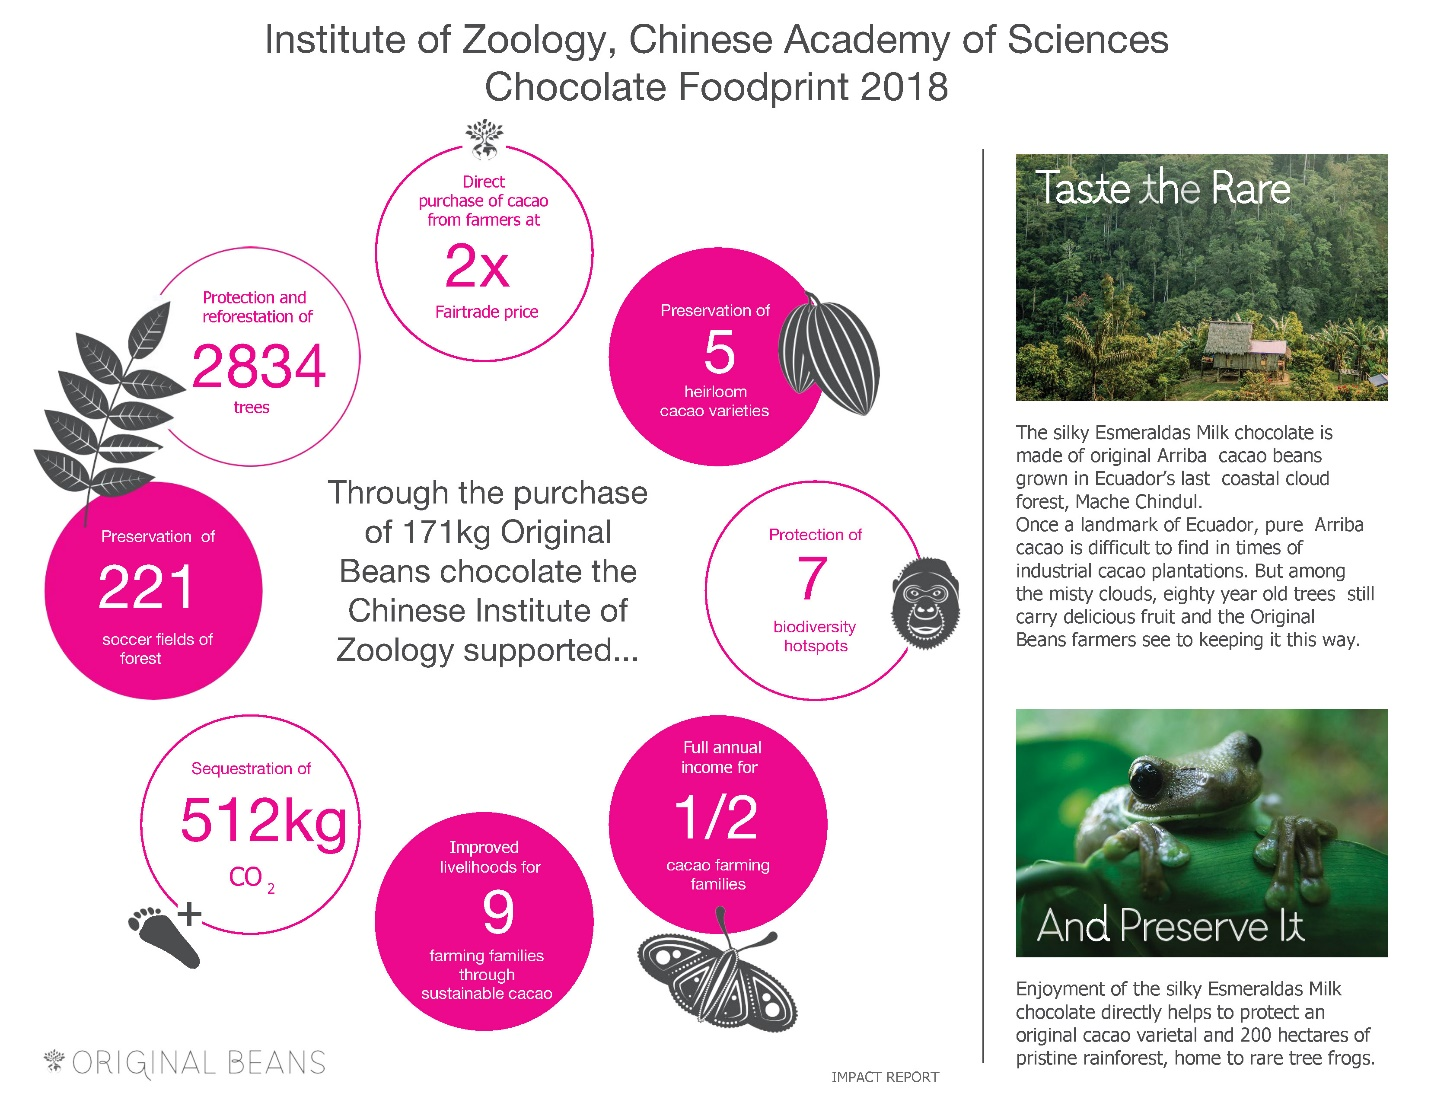 Institute of Zoology, Chinese Academy of Sciences
Chocolate Foodprint 2018
Direct
purchase of cacao
from farmers at
2x
Fairtrade price
Protection and
reforestation of
2834
trees
Preservation of
5
heirloom
cacao varieties
Through the purchase
of 171kg Original
Beans chocolate the
Chinese Institute of
Zoology supported...
Preservation of
221
soccer fields of
forest
Protection of
7
biodiversity
hotspots
Sequestration of
512kg
CO 2
+
Improved
livelihoods for
9
farming families
through
sustainable cacao
Full annual
income for
1/2
cacao farming
families
ORIGINAL BEANS
IMPACT REPORT
Taste the Rare
The silky Esmeraldas Milk chocolate is
made of original Arriba cacao beans
grown in Ecuador's last coastal cloud
forest, Mache Chindul.
Once a landmark of Ecuador, pure Arriba
cacao is difficult to find in times of
industrial cacao plantations. But among
the misty clouds, eighty year old trees still
carry delicious fruit and the Original
Beans farmers see to keeping it this way.
And Preserve It
Enjoyment of the silky Esmeraldas Milk
chocolate directly helps to protect an
original cacao varietal and 200 hectares of
pristine rainforest, home to rare tree frogs.